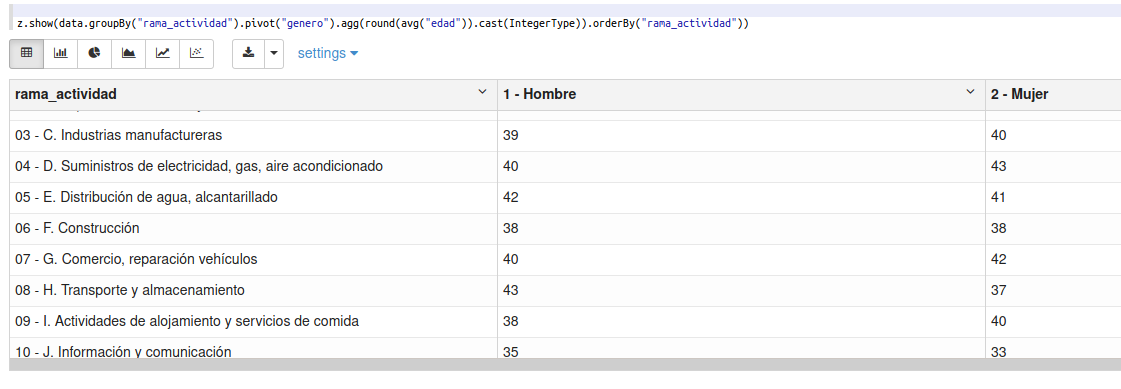 z.show(data.groupBy("rama_actividad").pivot("genero").agg(round(avg("edad")).cast(IntegerType)).orderBy("rama_actividad"))
settings
rama_actividad 1 - Hombre 2 - Mujer
03 - C. Industrias manufactureras 39 40
04 - D. Suministros de electricidad, gas, aire acondicionado 40 43
05 - E. Distribución de agua, alcantarillado 42 41
06 - F. Construcción 38 38
07 - G. Comercio, reparación vehículos 40 42
08 - H. Transporte y almacenamiento 43 37
09 - I. Actividades de alojamiento y servicios de comida 38 40
10 - J. Información y comunicación 35 33